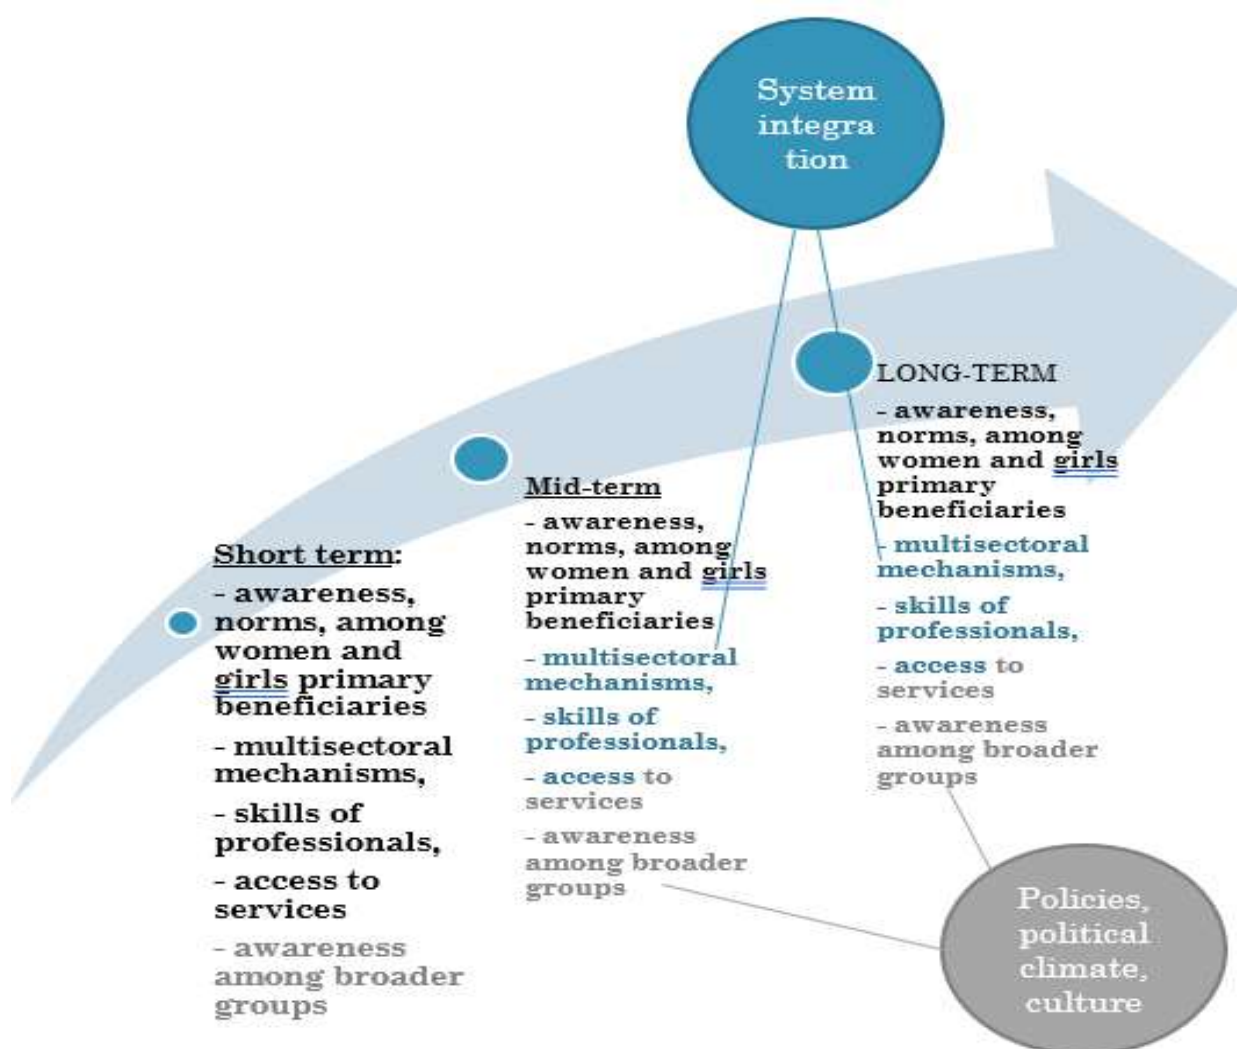 System
integra
tion
Short term:
- awareness,
norms, among
women and
girls primary
beneficiaries
- multisectoral
mechanisms,
- skills of
professionals,
- access to
services
- awareness
among broader
groups
Mid-term
- awareness,
norms, among
women and girls
primary
beneficiaries
- multisectoral
mechanisms,
- skills of
professionals,
- access to
services
- awareness
among broader
groups
LONG-TERM
- awareness,
norms, among
women and girls
primary
beneficiaries
- multisectoral
mechanisms,
- skills of
professionals,
- access to
services
- awareness
among broader
groups
Policies,
political
climate,
culture